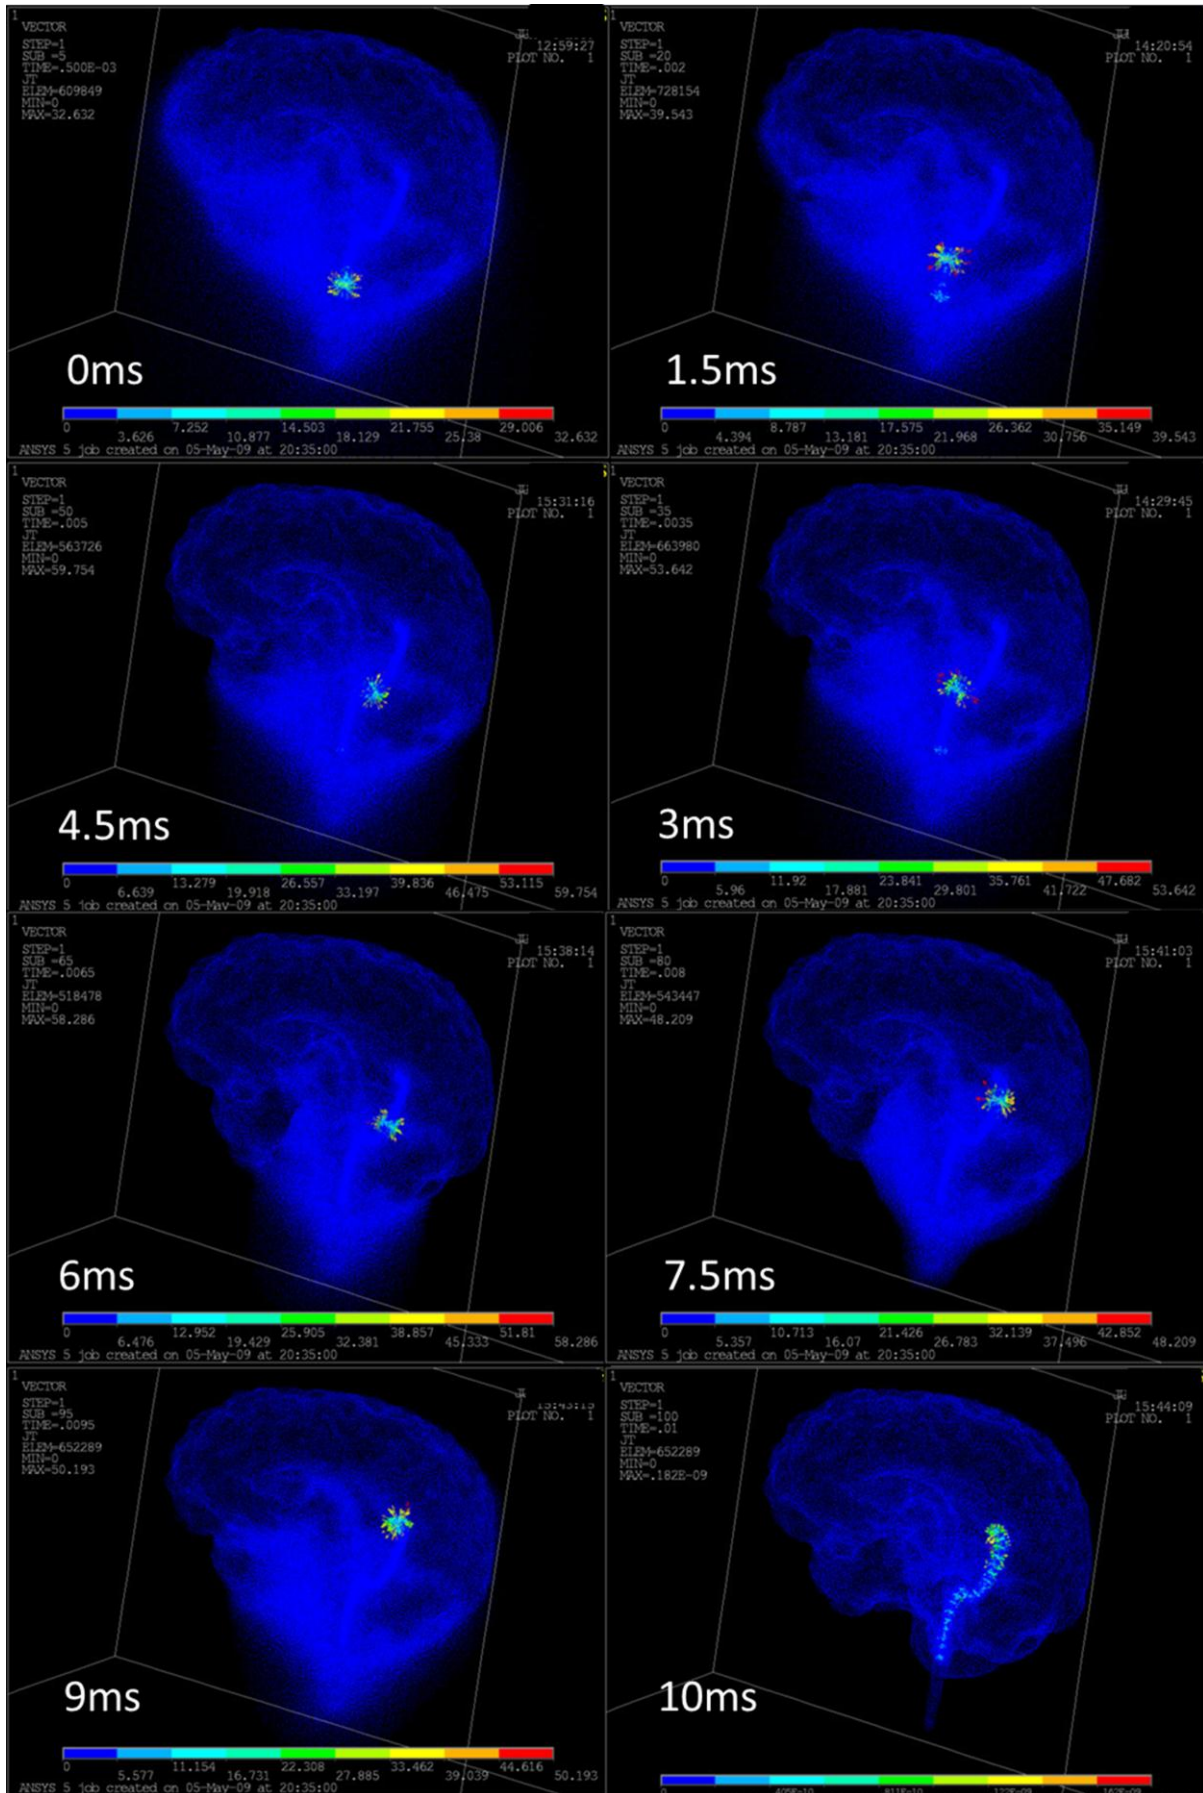 1
VECTOR
STEP=1
SUB =5
TIME=.500E-03
JT
ELEM=609849
MIN=0
MAX=32.632
12:59:27
PLOT NO. 1
0ms
0 7.252 14.503 21.755 29.006
3.626 10.877 18.129 25.38 32.632
ANSYS 5 job created on 05-May-09 at 20:35:00
1
VECTOR
STEP=1
SUB =20
TIME=.002
JT
ELEM=728154
MIN=0
MAX=39.543
14:20:54
PLOT NO. 1
1.5ms
0 8.787 17.575 26.362 35.149
4.394 13.181 21.968 30.756 39.543
ANSYS 5 job created on 05-May-09 at 20:35:00
1
VECTOR
STEP=1
SUB =50
TIME=.005
JT
ELEM=563726
MIN=0
MAX=59.754
15:31:16
PLOT NO. 1
4.5ms
0 13.279 26.557 39.836 53.115
6.639 19.918 33.197 46.475 59.754
ANSYS 5 job created on 05-May-09 at 20:35:00
1
VECTOR
STEP=1
SUB =35
TIME=.0035
JT
ELEM=663980
MIN=0
MAX=53.642
14:29:45
PLOT NO. 1
3ms
0 11.92 23.841 35.761 47.682
5.96 17.881 29.801 41.722 53.642
ANSYS 5 job created on 05-May-09 at 20:35:00
1
VECTOR
STEP=1
SUB =65
TIME=.0065
JT
ELEM=518478
MIN=0
MAX=58.286
15:38:14
PLOT NO. 1
6ms
0 12.952 25.905 38.857 51.81
6.476 19.429 32.381 45.333 58.286
ANSYS 5 job created on 05-May-09 at 20:35:00
1
VECTOR
STEP=1
SUB =80
TIME=.008
JT
ELEM=543447
MIN=0
MAX=48.209
15:41:03
PLOT NO. 1
7.5ms
0 10.713 21.426 32.139 42.852
5.357 16.07 26.783 37.496 48.209
ANSYS 5 job created on 05-May-09 at 20:35:00
1
VECTOR
STEP=1
SUB =95
TIME=.0095
JT
ELEM=652289
MIN=0
MAX=50.193
PLOT NO. 1
9ms
0 11.154 22.308 33.462 44.616
5.577 16.731 27.885 39.039 50.193
ANSYS 5 job created on 05-May-09 at 20:35:00
1
VECTOR
STEP=1
SUB =100
TIME=.01
JT
ELEM=652289
MIN=0
MAX=.182E-09
15:44:09
PLOT NO. 1
10ms